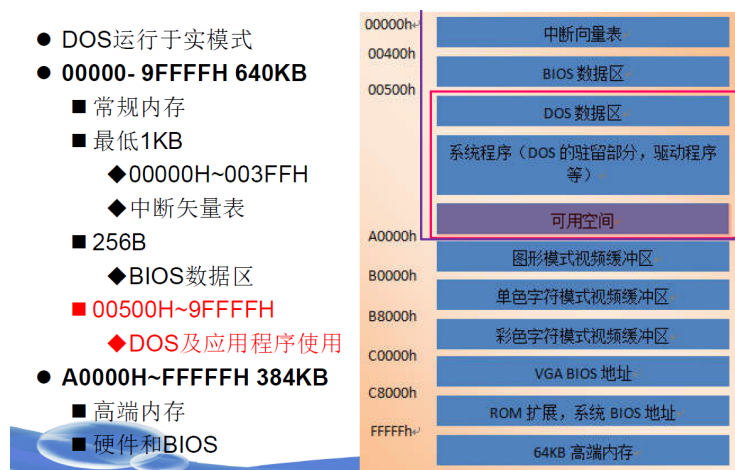 ● DOS运行于实模式
● 00000- 9FFFFH 640KB
■ 常规内存
■ 最低1KB
◆00000H~003FFH
◆中断矢量表
■ 256B
◆BIOS数据区
■ 00500H~9FFFFH
◆DOS及应用程序使用
● A0000H~FFFFFH 384KB
■ 高端内存
■ 硬件和BIOS
00000h
中断向量表
00400h
BIOS 数据区
00500h
DOS 数据区
系统程序（DOS 的驻留部分，驱动程序
等）
可用空间
A0000h
图形模式视频缓冲区
B0000h
单色字符模式视频缓冲区
B8000h
彩色字符模式视频缓冲区
C0000h
VGA BIOS 地址
C8000h
ROM 扩展，系统 BIOS 地址
FFFFFh
64KB 高端内存